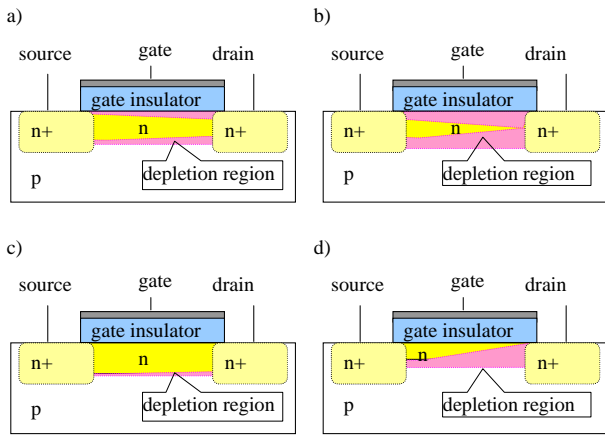 a)
source
gate
drain
gate insulator
n+
n
n+
depletion region
p
b)
source
gate
drain
gate insulator
n+
n
n+
depletion region
p
c)
source
gate
drain
gate insulator
n+
n
n+
depletion region
p
d)
source
gate
drain
gate insulator
n+
n
n+
depletion region
p